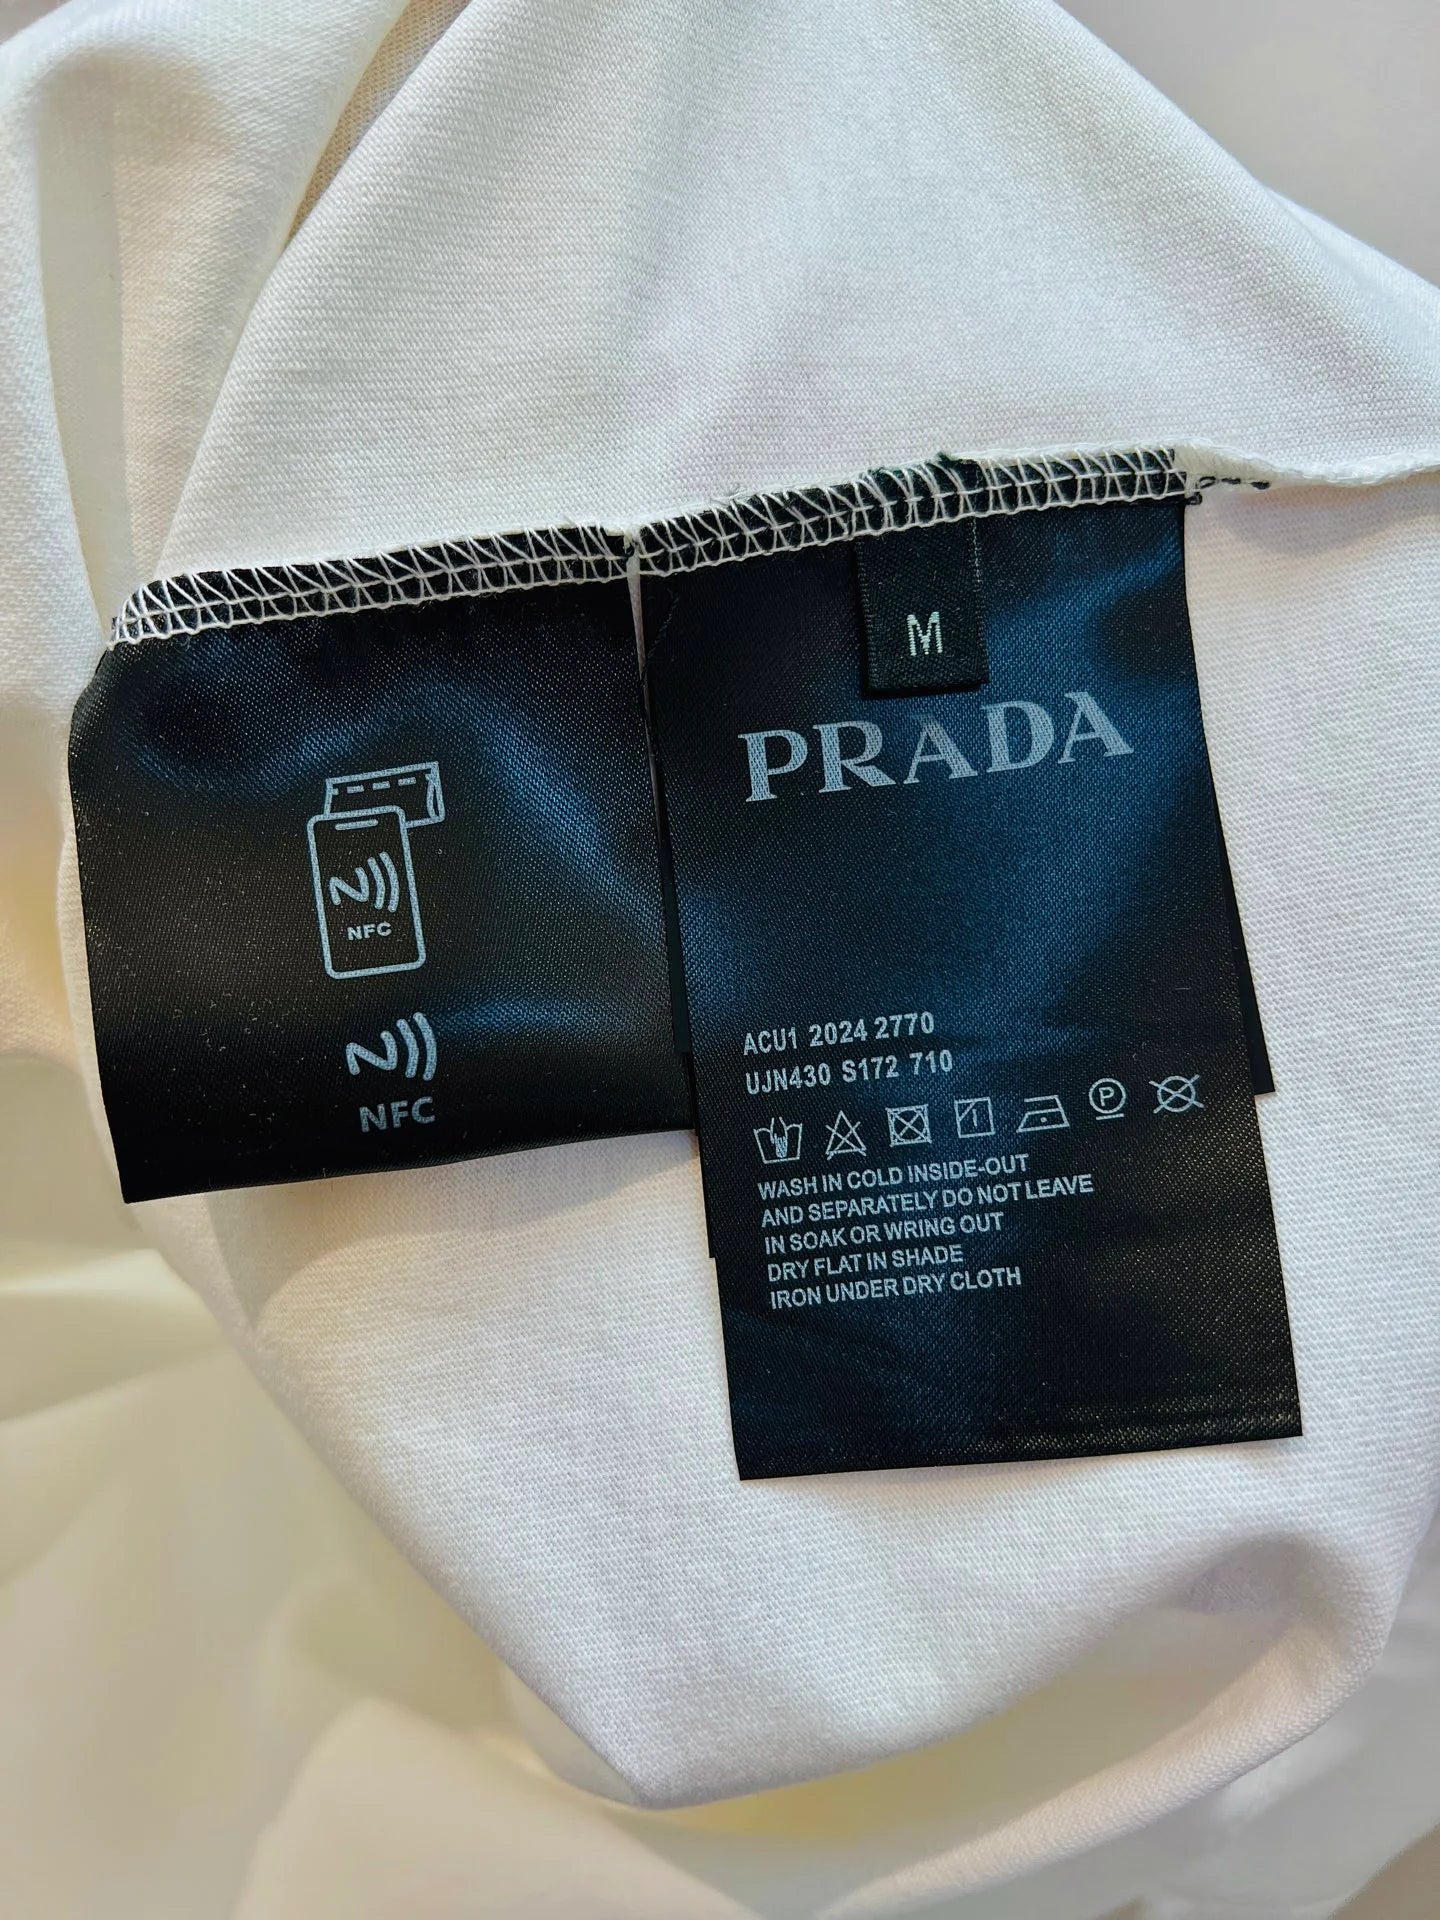 M
PRADA
NFC
NFC
ACU1 2024 2770
UJN430 S172 710
1
P
WASH IN COLD INSIDE-OUT
AND SEPARATELY DO NOT LEAVE
IN SOAK OR WRING OUT
DRY FLAT IN SHADE
IRON UNDER DRY CLOTH